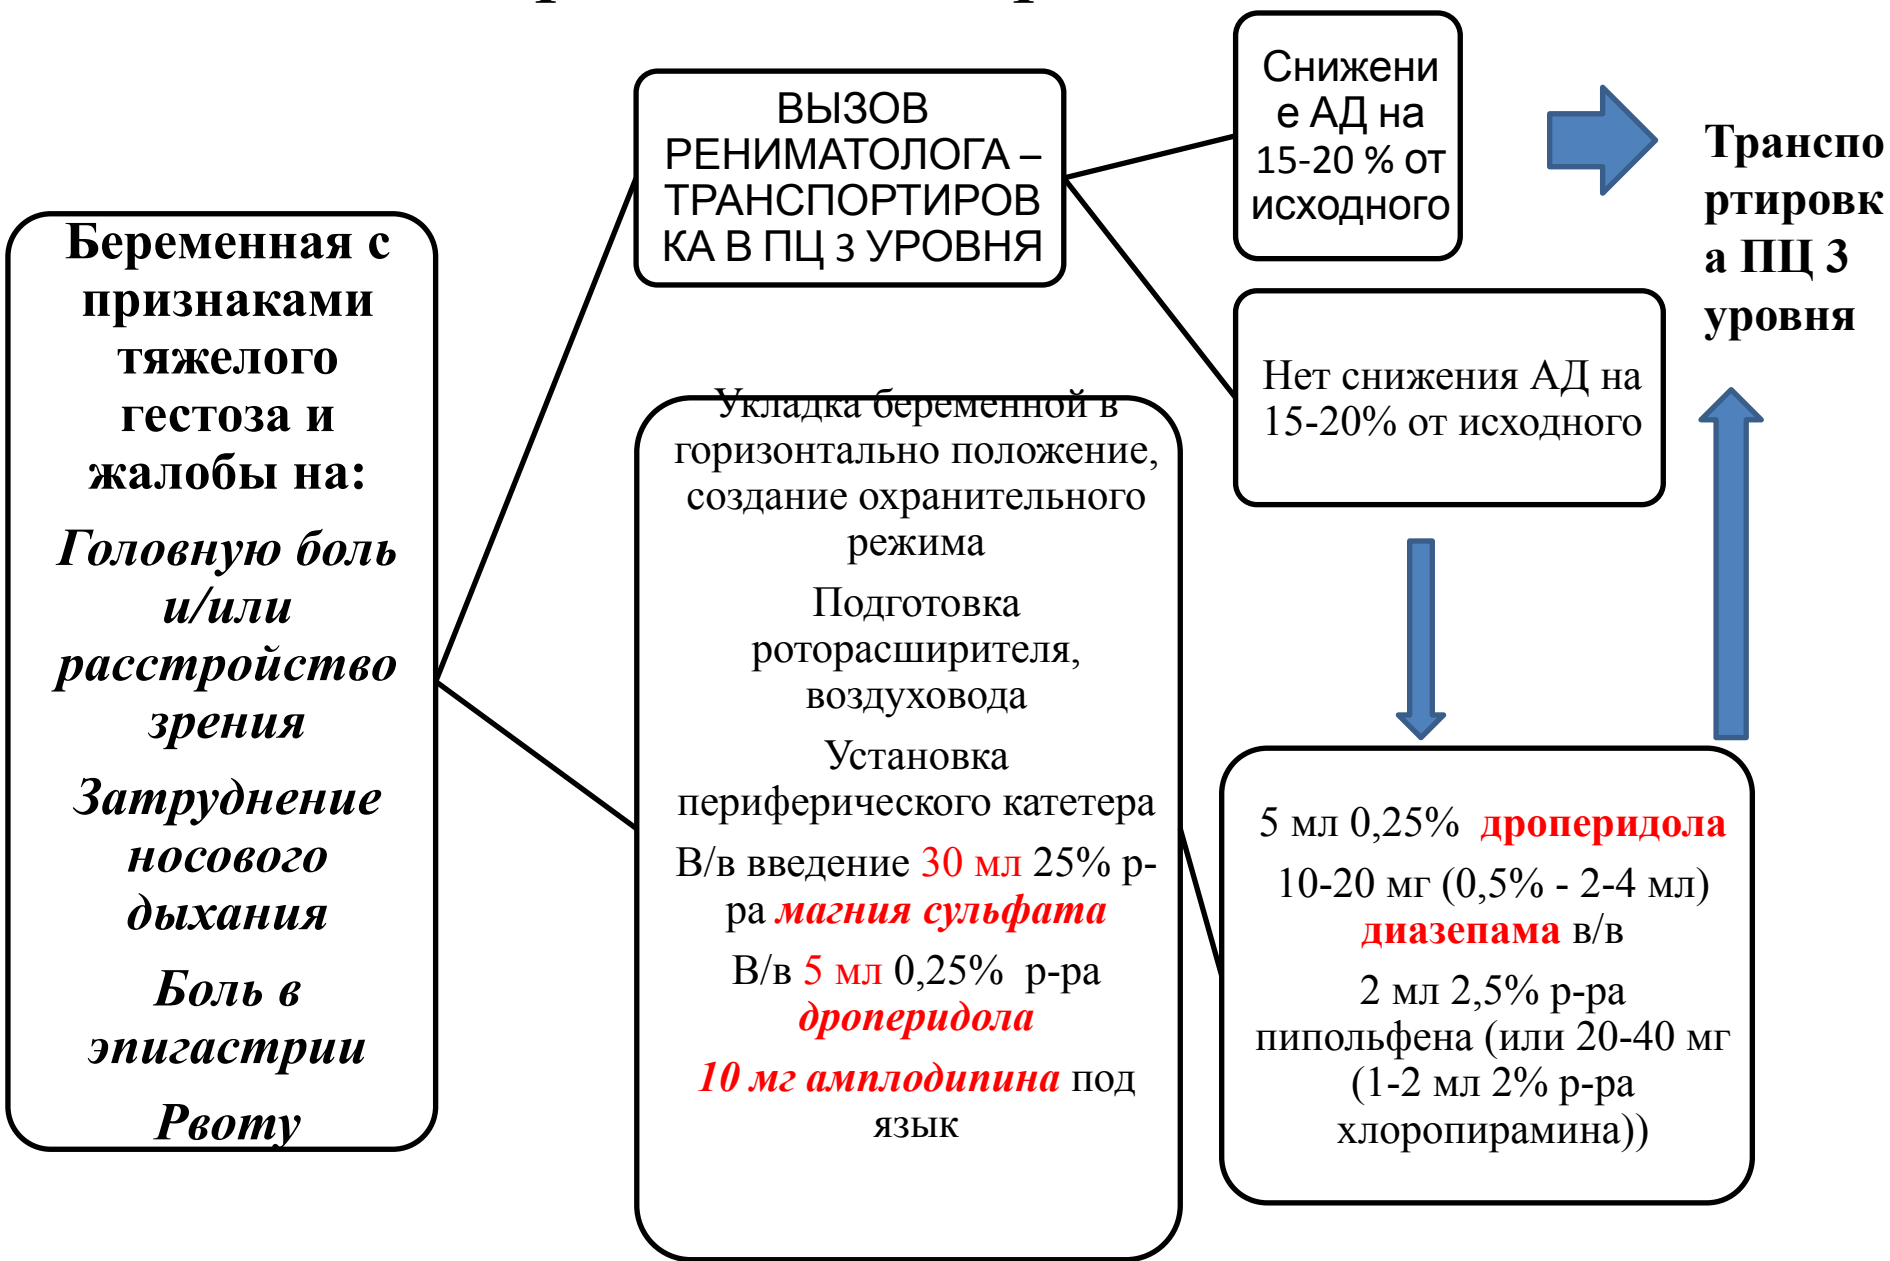 Беременная с
признаками
тяжелого
гестоза и
жалобы на:
Головную боль
и/или
расстройство
зрения
Затруднение
носового
дыхания
Боль в
эпигастрии
Рвоту
ВЫЗОВ
РЕНИМАТОЛОГА –
ТРАНСПОРТИРОВ
КА В ПЦ 3 УРОВНЯ
Укладка беременной в
горизонтально положение,
создание охранительного
режима
Подготовка
роторасширителя,
воздуховода
Установка
периферического катетера
В/в введение 30 мл 25% р-
ра магния сульфата
В/в 5 мл 0,25% р-ра
дроперидола
10 мг амплодипина под
язык
Снижени
е АД на
15-20 % от
исходного
Нет снижения АД на
15-20% от исходного
5 мл 0,25% дроперидола
10-20 мг (0,5% - 2-4 мл)
диазепама в/в
2 мл 2,5% р-ра
пипольфена (или 20-40 мг
(1-2 мл 2% р-ра
хлоропирамина))
Транспо
ртировк
а ПЦ 3
уровня